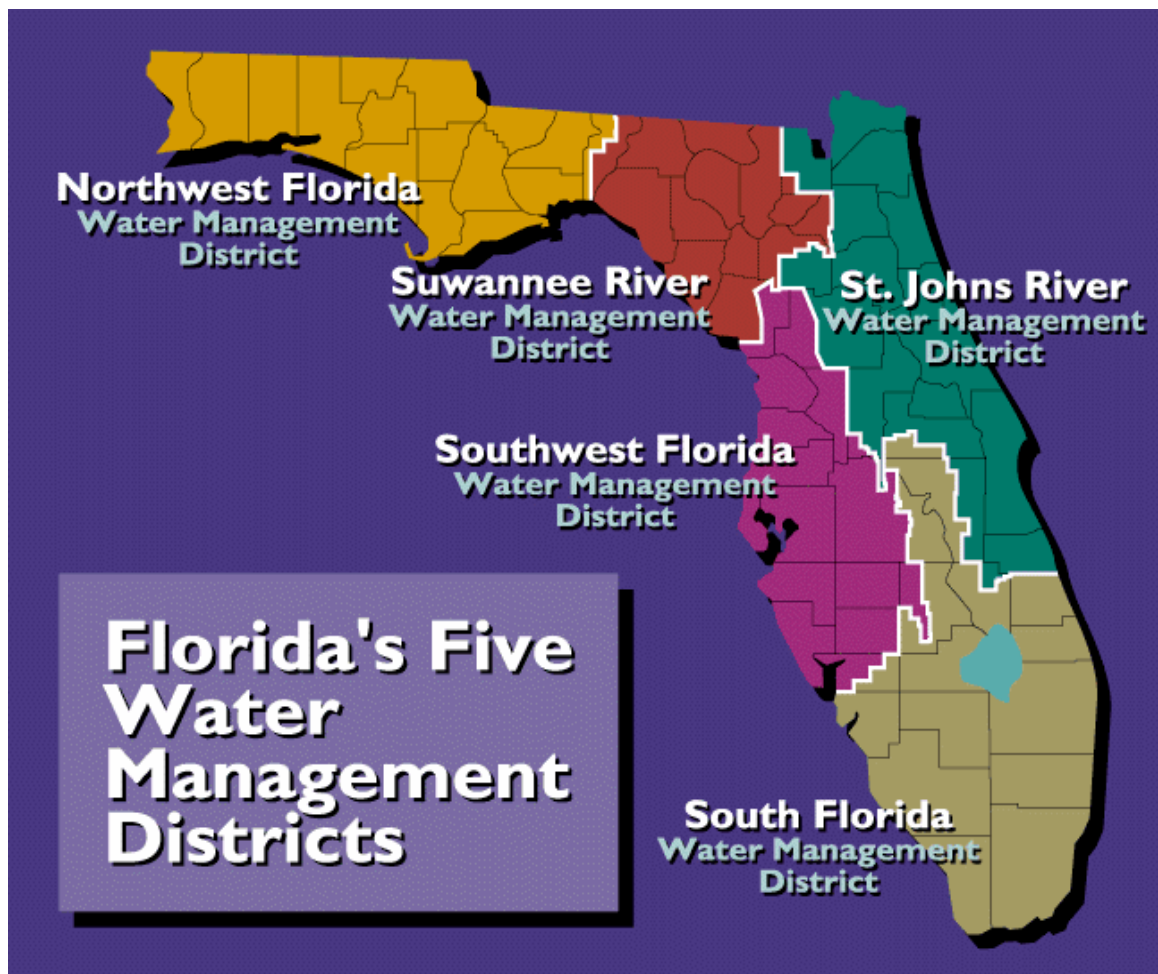 Northwest Florida
Water Management
District
Suwannee River
Water Management
District
St. Johns River
Water Management
District
Southwest Florida
Water Management
District
Florida's Five
Water
Management
Districts
South Florida
Water Management
District